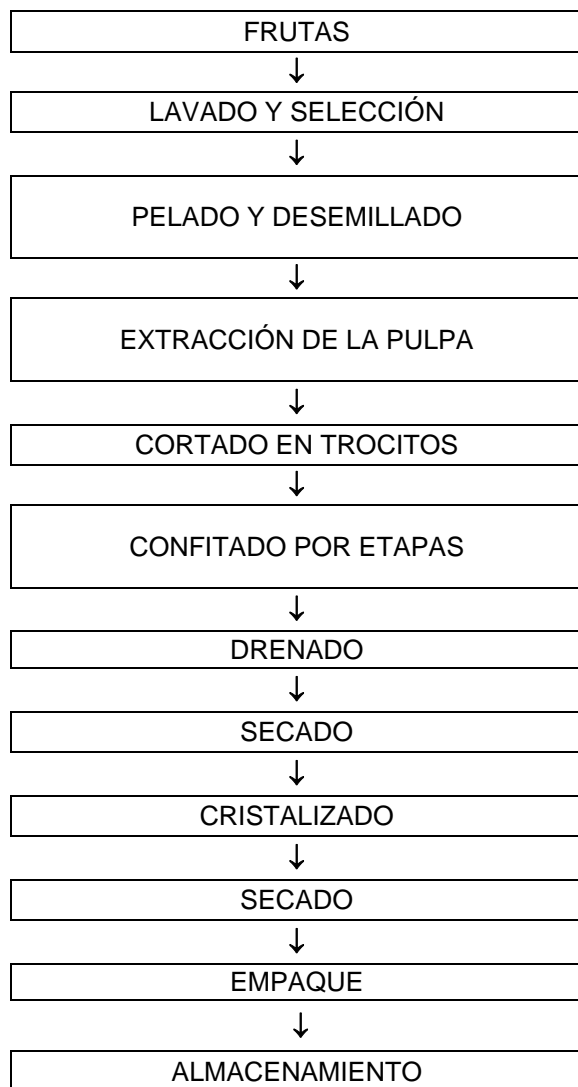 FRUTAS
LAVADO Y SELECCIÓN
PELADO Y DESEMILLADO
EXTRACCIÓN DE LA PULPA
CORTADO EN TROCITOS
CONFITADO POR ETAPAS
DRENADO
SECADO
CRISTALIZADO
SECADO
EMPAQUE
ALMACENAMIENTO